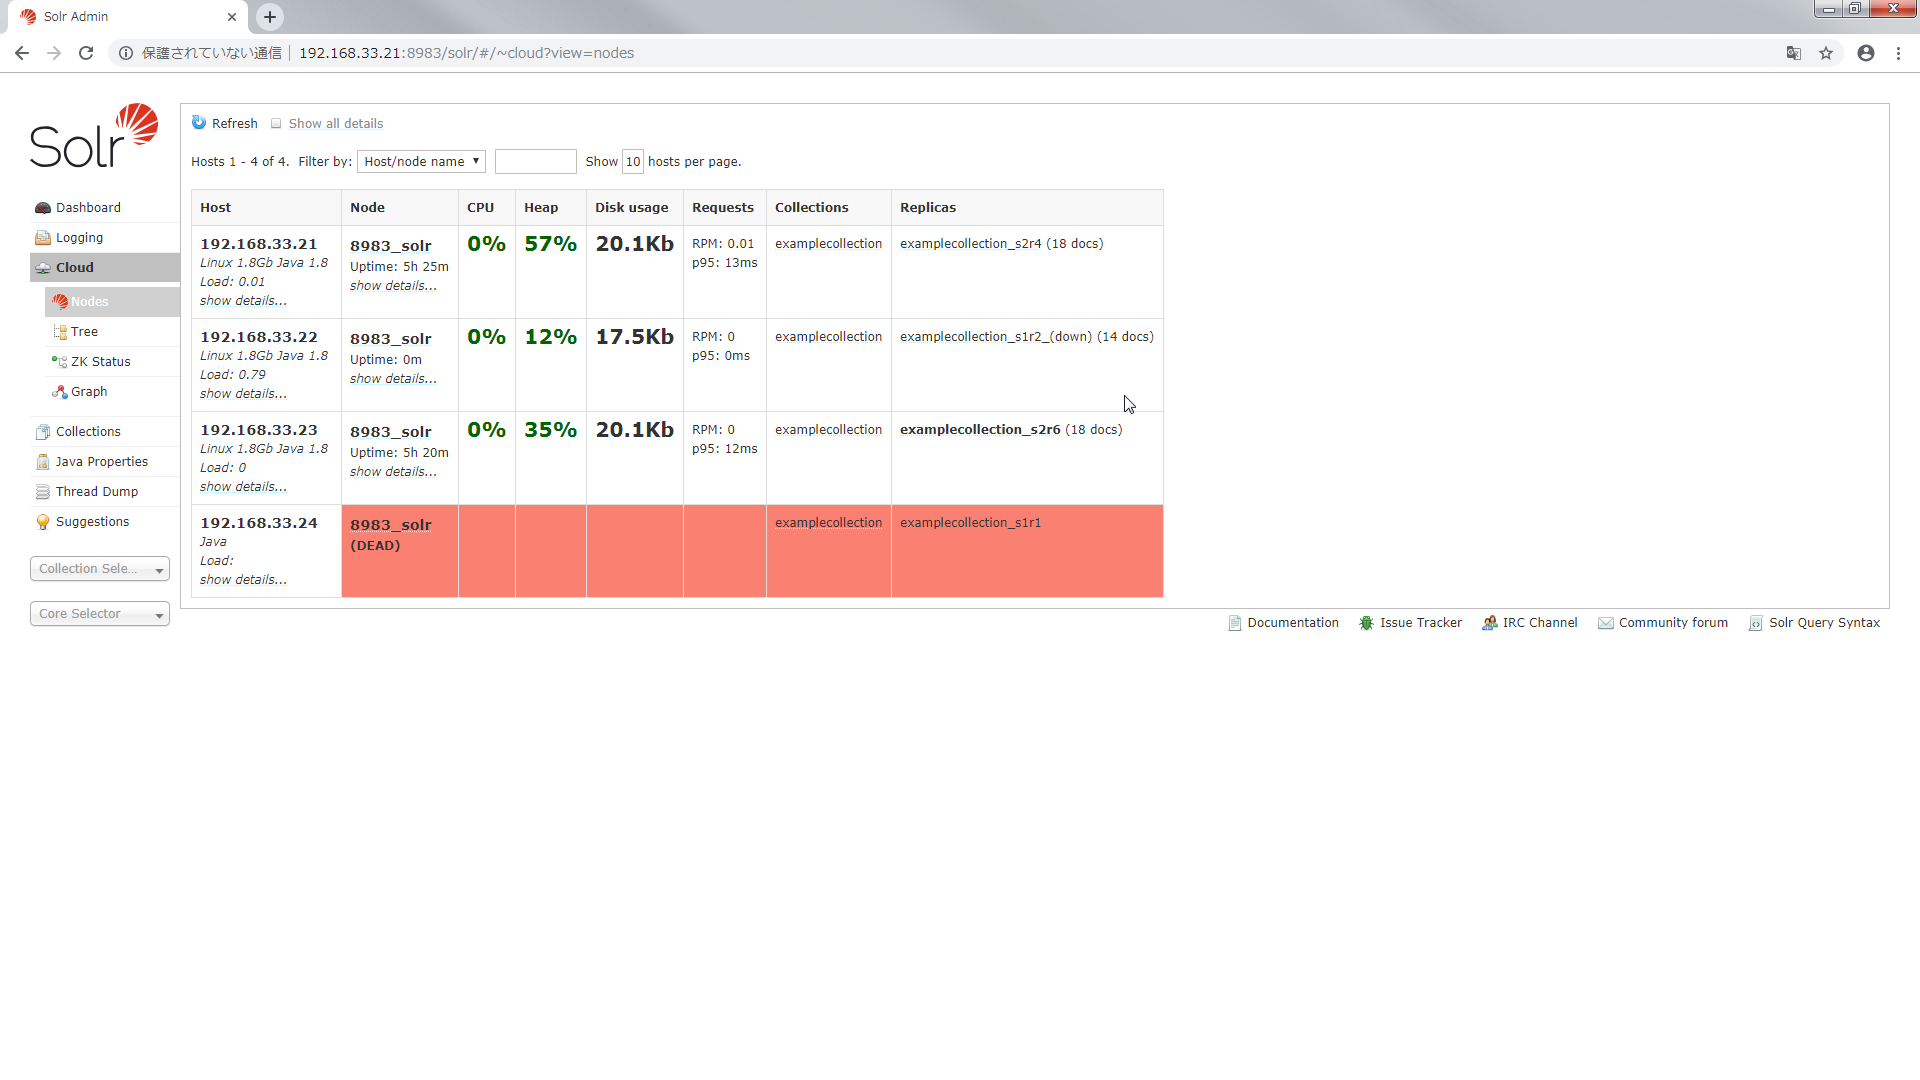 Solr Admin
保護されていない通信 | 192.168.33.21:8983/solr/#/~cloud?view=nodes
Solr
Dashboard
Logging
Cloud
Nodes
Tree
ZK Status
Graph
Collections
Java Properties
Thread Dump
Suggestions
Collection Sele...
Core Selector
Refresh Show all details
Hosts 1 - 4 of 4. Filter by: Host/node name Show 10 hosts per page.
Host Node CPU Heap Disk usage Requests Collections Replicas
192.168.33.21 8983_solr 0% 57% 20.1Kb RPM: 0.01 examplecollection examplecollection_s2r4 (18 docs)
Linux 1.8Gb Java 1.8 Uptime: 5h 25m p95: 13ms
Load: 0.01 show details...
show details...
192.168.33.22 8983_solr 0% 12% 17.5Kb RPM: 0 examplecollection examplecollection_s1r2_(down) (14 docs)
Linux 1.8Gb Java 1.8 Uptime: 0m p95: 0ms
Load: 0.79 show details...
show details...
192.168.33.23 8983_solr 0% 35% 20.1Kb RPM: 0 examplecollection examplecollection_s2r6 (18 docs)
Linux 1.8Gb Java 1.8 Uptime: 5h 20m p95: 12ms
Load: 0 show details...
show details...
192.168.33.24 8983_solr examplecollection examplecollection_s1r1
Java (DEAD)
Load:
show details...
Documentation Issue Tracker IRC Channel Community forum Solr Query Syntax